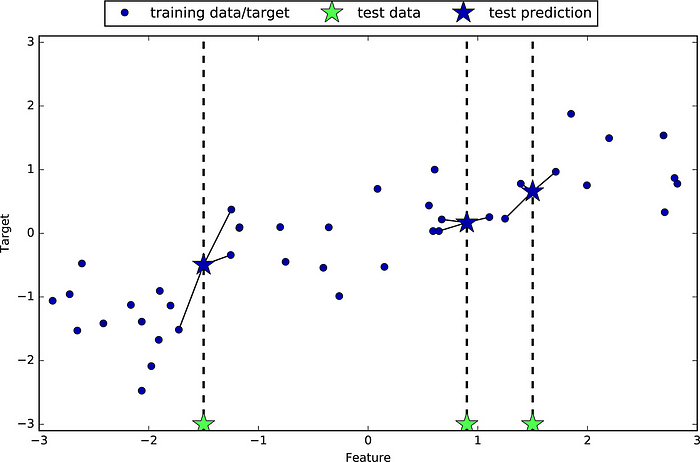 training data/target test data test prediction
3
2
1
0
−1
−2
−3
Target
−3 −2 −1 0 1 2 3
Feature